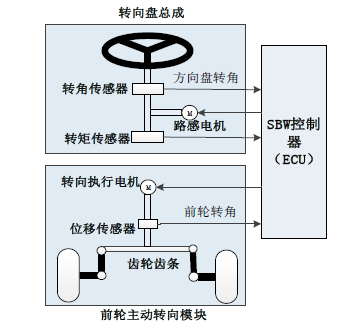 转向盘总成
转角传感器
方向盘转角
M
路感电机
转矩传感器
SBW控制
器
（ECU）
转向执行电机
M
位移传感器
前轮转角
齿轮齿条
前轮主动转向模块